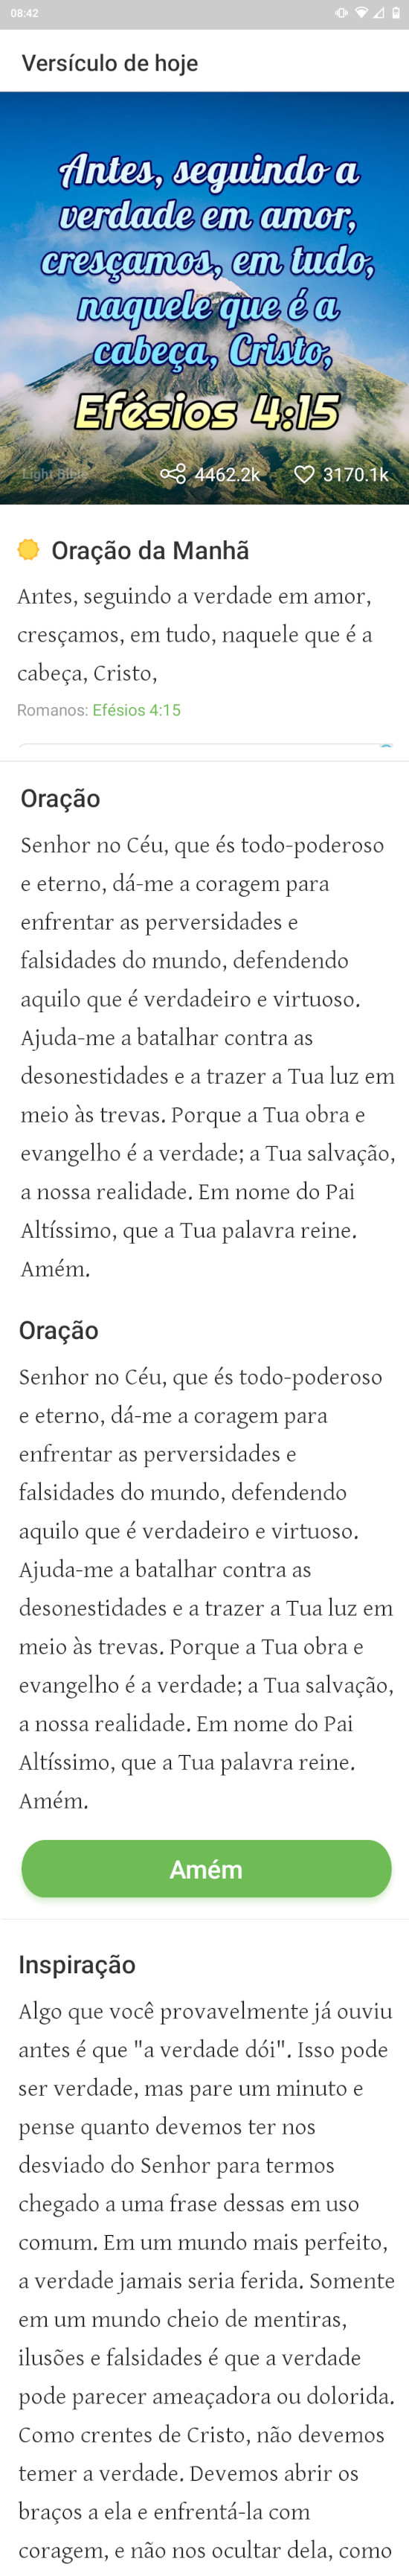 08:42
Versículo de hoje
Antes, seguindo a
verdade em amor,
cresçamos, em tudo,
naquele que é a
cabeça, Cristo,
Efésios 4:15
Light Bible
4462.2k
3170.1k
Oração da Manhã
Antes, seguindo a verdade em amor,
cresçamos, em tudo, naquele que é a
cabeça, Cristo,
Romanos: Efésios 4:15
Oração
Senhor no Céu, que és todo-poderoso
e eterno, dá-me a coragem para
enfrentar as perversidades e
falsidades do mundo, defendendo
aquilo que é verdadeiro e virtuoso.
Ajuda-me a batalhar contra as
desonestidades e a trazer a Tua luz em
meio às trevas. Porque a Tua obra e
evangelho é a verdade; a Tua salvação,
a nossa realidade. Em nome do Pai
Altíssimo, que a Tua palavra reine.
Amém.
Oração
Senhor no Céu, que és todo-poderoso
e eterno, dá-me a coragem para
enfrentar as perversidades e
falsidades do mundo, defendendo
aquilo que é verdadeiro e virtuoso.
Ajuda-me a batalhar contra as
desonestidades e a trazer a Tua luz em
meio às trevas. Porque a Tua obra e
evangelho é a verdade; a Tua salvação,
a nossa realidade. Em nome do Pai
Altíssimo, que a Tua palavra reine.
Amém.
Amém
Inspiração
Algo que você provavelmente já ouviu
antes é que "a verdade dói". Isso pode
ser verdade, mas pare um minuto e
pense quanto devemos ter nos
desviado do Senhor para termos
chegado a uma frase dessas em uso
comum. Em um mundo mais perfeito,
a verdade jamais seria ferida. Somente
em um mundo cheio de mentiras,
ilusões e falsidades é que a verdade
pode parecer ameaçadora ou dolorida.
Como crentes de Cristo, não devemos
temer a verdade. Devemos abrir os
braços a ela e enfrentá-la com
coragem, e não nos ocultar dela, como